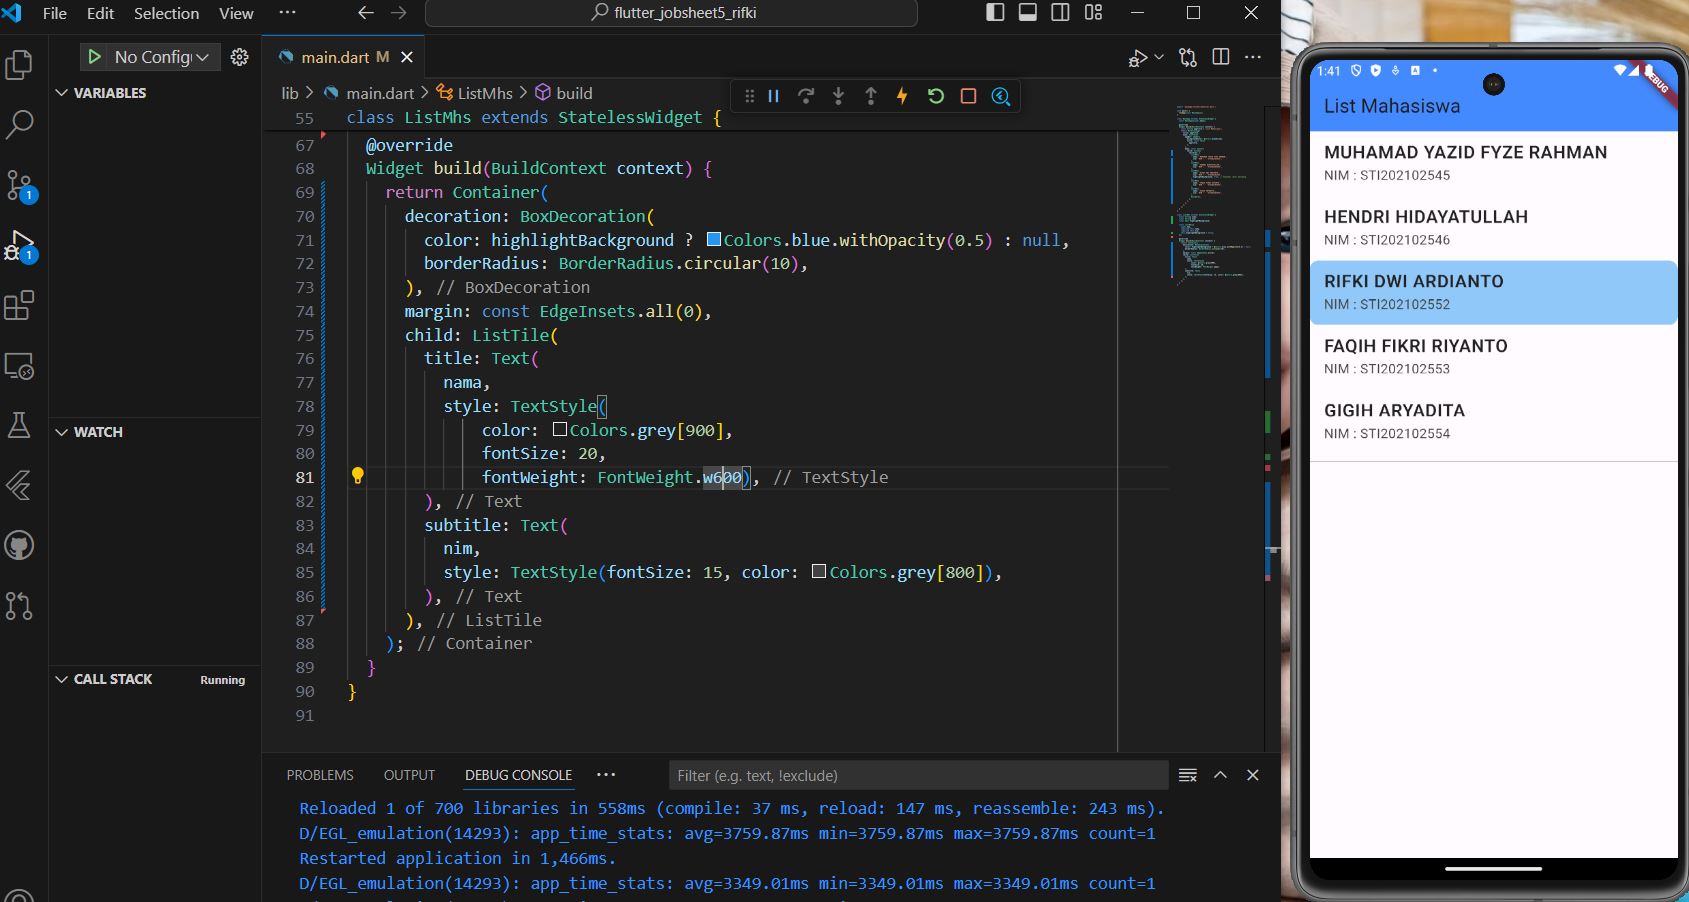 File Edit Selection View ··· flutter_jobsheet5_rifki
No Config
VARIABLES
WATCH
CALL STACK Running
1
1
main.dart M
lib > main.dart > ListMhs > build
55 class ListMhs extends StatelessWidget {
67 @override
68 Widget build(BuildContext context) {
69 return Container(
70 decoration: BoxDecoration(
71 color: highlightBackground ? Colors.blue.withOpacity(0.5) : null,
72 borderRadius: BorderRadius.circular(10),
73 ), // BoxDecoration
74 margin: const EdgeInsets.all(0),
75 child: ListTile(
76 title: Text(
77 nama,
78 style: TextStyle(
79 color: Colors.grey[900],
80 fontSize: 20,
81 fontWeight: FontWeight.w600), // TextStyle
82 ), // Text
83 subtitle: Text(
84 nim,
85 style: TextStyle(fontSize: 15, color: Colors.grey[800]),
86 ), // Text
87 ), // ListTile
88 ); // Container
89 }
90 }
91
PROBLEMS OUTPUT DEBUG CONSOLE ··· Filter (e.g. text, !exclude)
Reloaded 1 of 700 libraries in 558ms (compile: 37 ms, reload: 147 ms, reassemble: 243 ms).
D/EGL_emulation(14293): app_time_stats: avg=3759.87ms min=3759.87ms max=3759.87ms count=1
Restarted application in 1,466ms.
D/EGL_emulation(14293): app_time_stats: avg=3349.01ms min=3349.01ms max=3349.01ms count=1
1:41
List Mahasiswa
MUHAMAD YAZID FYZE RAHMAN
NIM : STI202102545
HENDRI HIDAYATULLAH
NIM : STI202102546
RIFKI DWI ARDIANTO
NIM : STI202102552
FAQIH FIKRI RIYANTO
NIM : STI202102553
GIGIH ARYADITA
NIM : STI202102554